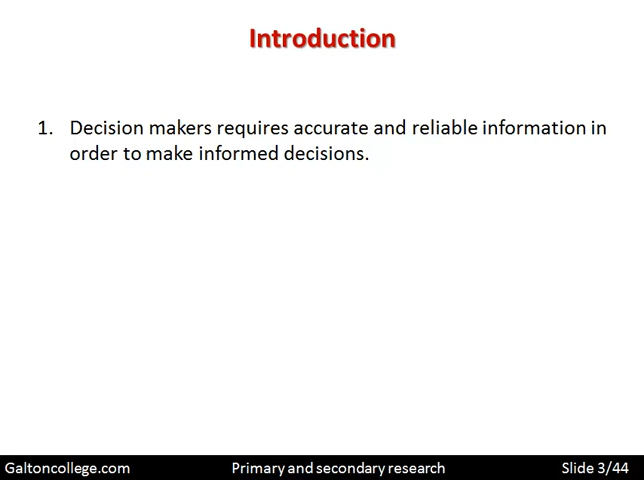 Introduction
1. Decision makers requires accurate and reliable information in
order to make informed decisions.
Galtoncollege.com Primary and secondary research Slide 3/44